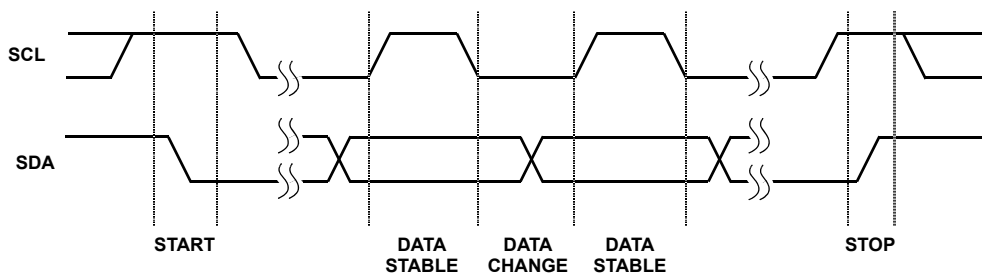 SCL
SDA
START
DATA
STABLE
DATA
CHANGE
DATA
STABLE
STOP